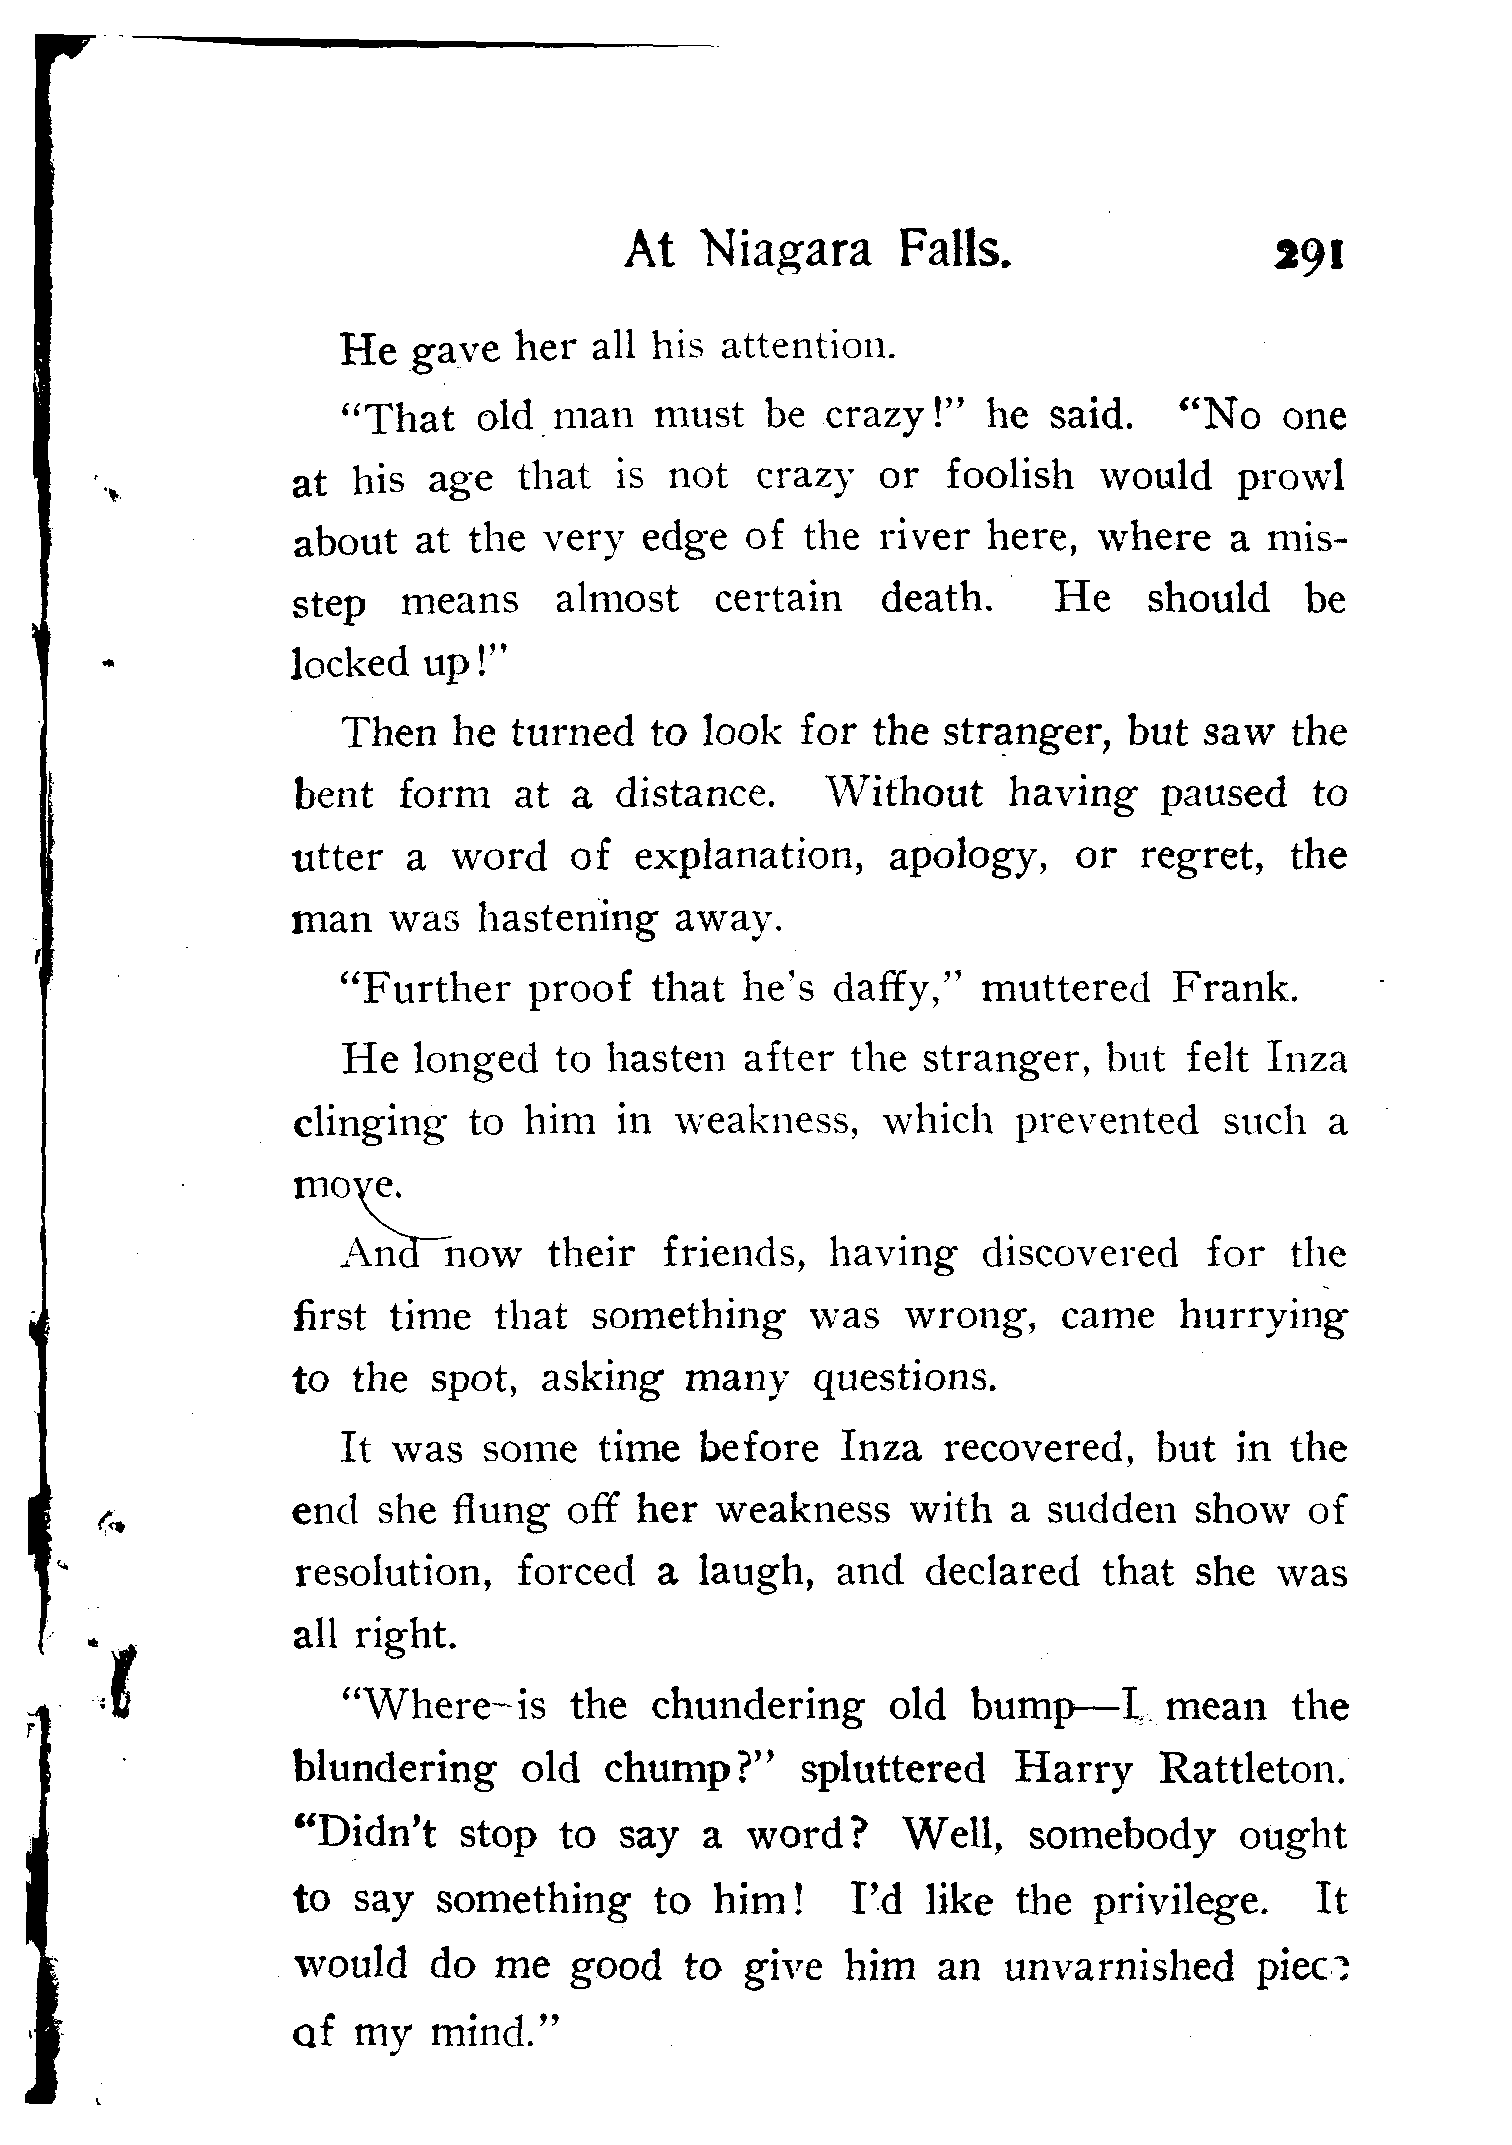 At Niagara Falls. 291
He gave her all his attention.
“That old man must be crazy!” he said. “No one
at his age that is not crazy or foolish would prowl
about at the very edge of the river here, where a mis-
step means almost certain death. He should be
locked up!”
Then he turned to look for the stranger, but saw the
bent form at a distance. Without having paused to
utter a word of explanation, apology, or regret, the
man was hastening away.
“Further proof that he’s daffy,” muttered Frank.
He longed to hasten after the stranger, but felt Inza
clinging to him in weakness, which prevented such a
move.
And now their friends, having discovered for the
first time that something was wrong, came hurrying
to the spot, asking many questions.
It was some time before Inza recovered, but in the
end she flung off her weakness with a sudden show of
resolution, forced a laugh, and declared that she was
all right.
“Where is the chundering old bump—I mean the
blundering old chump?” spluttered Harry Rattleton.
“Didn’t stop to say a word? Well, somebody ought
to say something to him! I’d like the privilege. It
would do me good to give him an unvarnished piece
of my mind.”